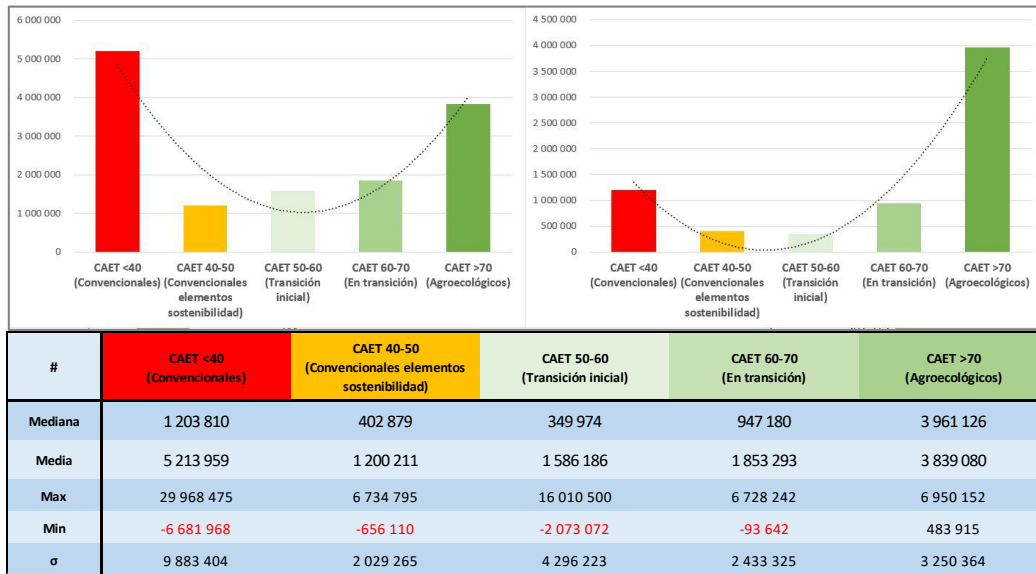 6 000 000
5 000 000
4 000 000
3 000 000
2 000 000
1 000 000
0
CAET <40 CAET 40-50 CAET 50-60 CAET 60-70 CAET >70
(Convencionales) (Convencionales (Transición (En transición) (Agroecológicos)
elementos inicial)
sostenibilidad)
4 500 000
4 000 000
3 500 000
3 000 000
2 500 000
2 000 000
1 500 000
1 000 000
500 000
0
CAET <40 CAET 40-50 CAET 50-60 CAET 60-70 CAET >70
(Convencionales) (Convencionales (Transición (En transición) (Agroecológicos)
elementos inicial)
sostenibilidad)
# CAET <40 (Convencionales) CAET 40-50 (Convencionales elementos sostenibilidad) CAET 50-60 (Transición inicial) CAET 60-70 (En transición) CAET >70 (Agroecológicos)
Mediana 1 203 810 402 879 349 974 947 180 3 961 126
Media 5 213 959 1 200 211 1 586 186 1 853 293 3 839 080
Max 29 968 475 6 734 795 16 010 500 6 728 242 6 950 152
Min -6 681 968 -656 110 -2 073 072 -93 642 483 915
σ 9 883 404 2 029 265 4 296 223 2 433 325 3 250 364